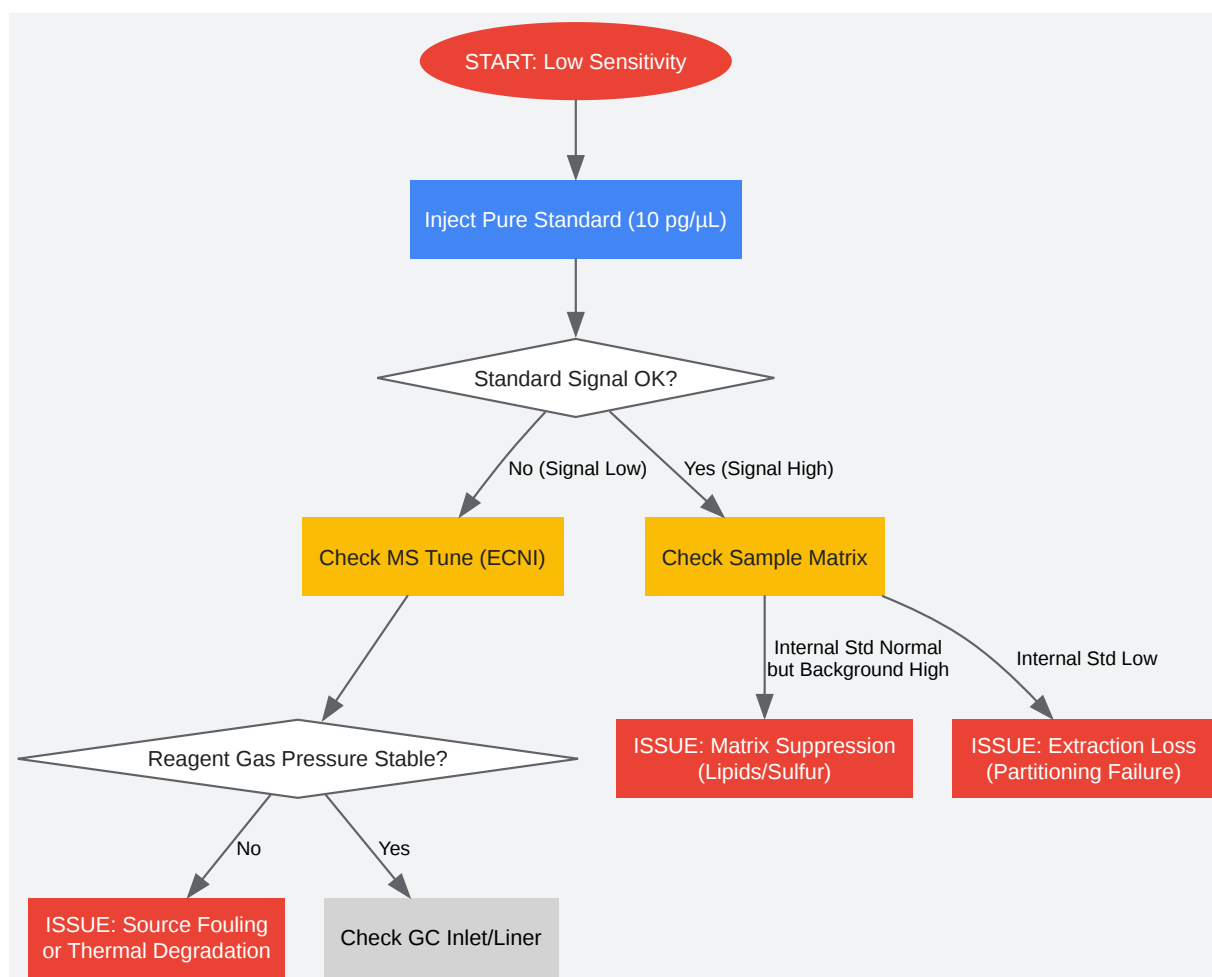 START: Low Sensitivity
Inject Pure Standard (10 pg/µL)
Standard Signal OK?
No (Signal Low)
Yes (Signal High)
Check MS Tune (ECNI)
Check Sample Matrix
Internal Std Normal
but Background High
Internal Std Low
Reagent Gas Pressure Stable?
ISSUE: Matrix Suppression
(Lipids/Sulfur)
ISSUE: Extraction Loss
(Partitioning Failure)
No
Yes
ISSUE: Source Fouling
or Thermal Degradation
Check GC Inlet/Liner